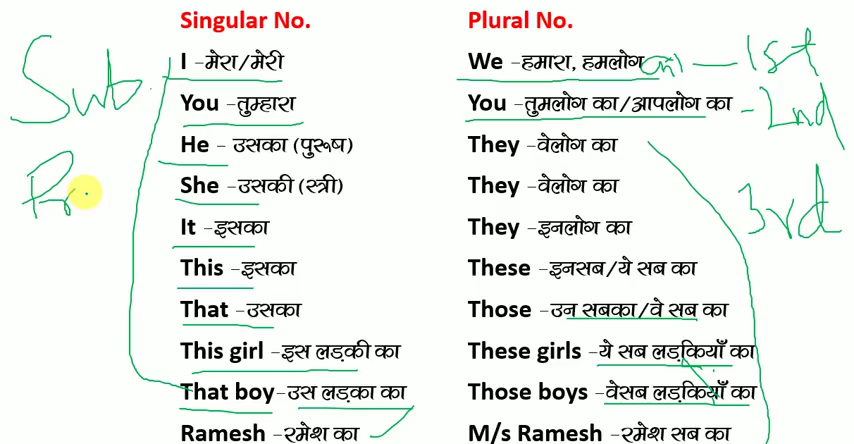 Singular No. Plural No.
I -मेरा/मेरी We -हमारा, हमलोग का - 1st
You -तुम्हारा You -तुमलोग का/आपलोग का - 2nd
He - उसका (पुरूष) They -वेलोग का
She -उसकी (स्त्री) They -वेलोग का
It -इसका They -इनलोग का
This -इसका These -इनसब/ये सब का
That -उसका Those -उन सबका/वे सब का
This girl -इस लड़की का These girls -ये सब लड़कियाँ का
That boy-उस लड़का का Those boys -वेसब लड़कियाँ का
Ramesh -रमेश का M/s Ramesh -रमेश सब का
Sub
Pr
3rd